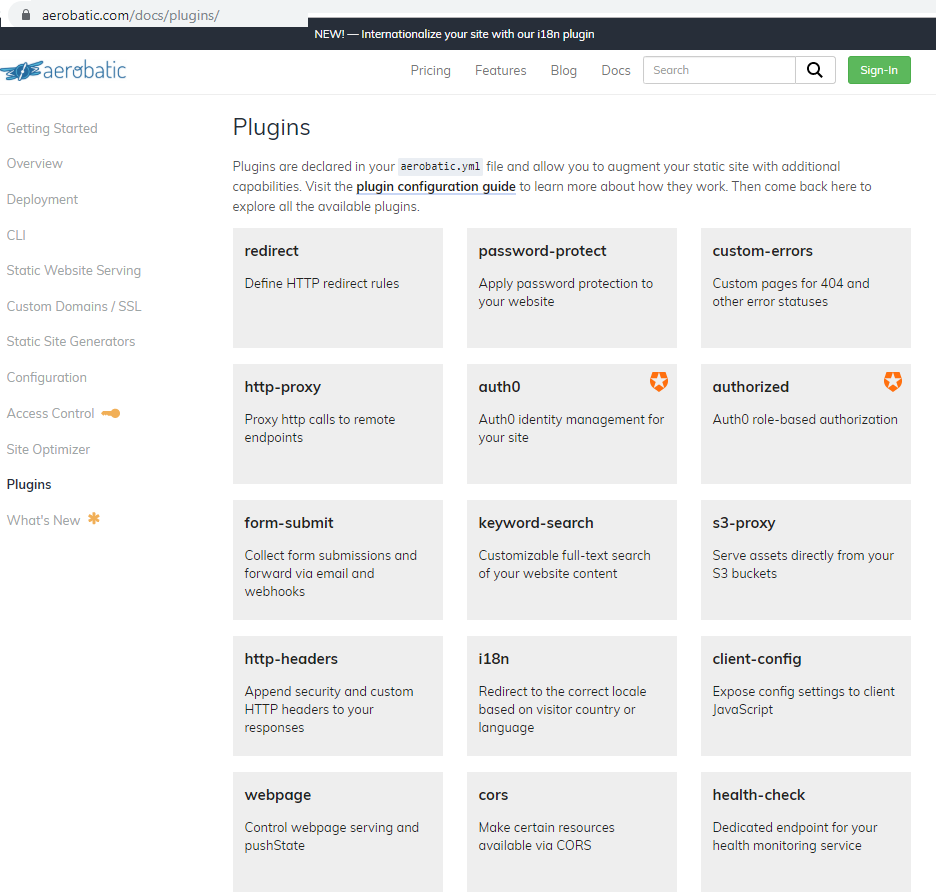 aerobatic.com/docs/plugins/
NEW! — Internationalize your site with our i18n plugin
aerobatic
Pricing
Features
Blog
Docs
Search
Sign-In
Getting Started
Overview
Deployment
CLI
Static Website Serving
Custom Domains / SSL
Static Site Generators
Configuration
Access Control
Site Optimizer
Plugins
What's New
Plugins
Plugins are declared in your aerobatic.yml file and allow you to augment your static site with additional
capabilities. Visit the plugin configuration guide to learn more about how they work. Then come back here to
explore all the available plugins.
redirect
Define HTTP redirect rules
password-protect
Apply password protection to
your website
custom-errors
Custom pages for 404 and
other error statuses
http-proxy
Proxy http calls to remote
endpoints
auth0
Auth0 identity management for
your site
authorized
Auth0 role-based authorization
form-submit
Collect form submissions and
forward via email and
webhooks
keyword-search
Customizable full-text search
of your website content
s3-proxy
Serve assets directly from your
S3 buckets
http-headers
Append security and custom
HTTP headers to your
responses
i18n
Redirect to the correct locale
based on visitor country or
language
client-config
Expose config settings to client
JavaScript
webpage
Control webpage serving and
pushState
cors
Make certain resources
available via CORS
health-check
Dedicated endpoint for your
health monitoring service